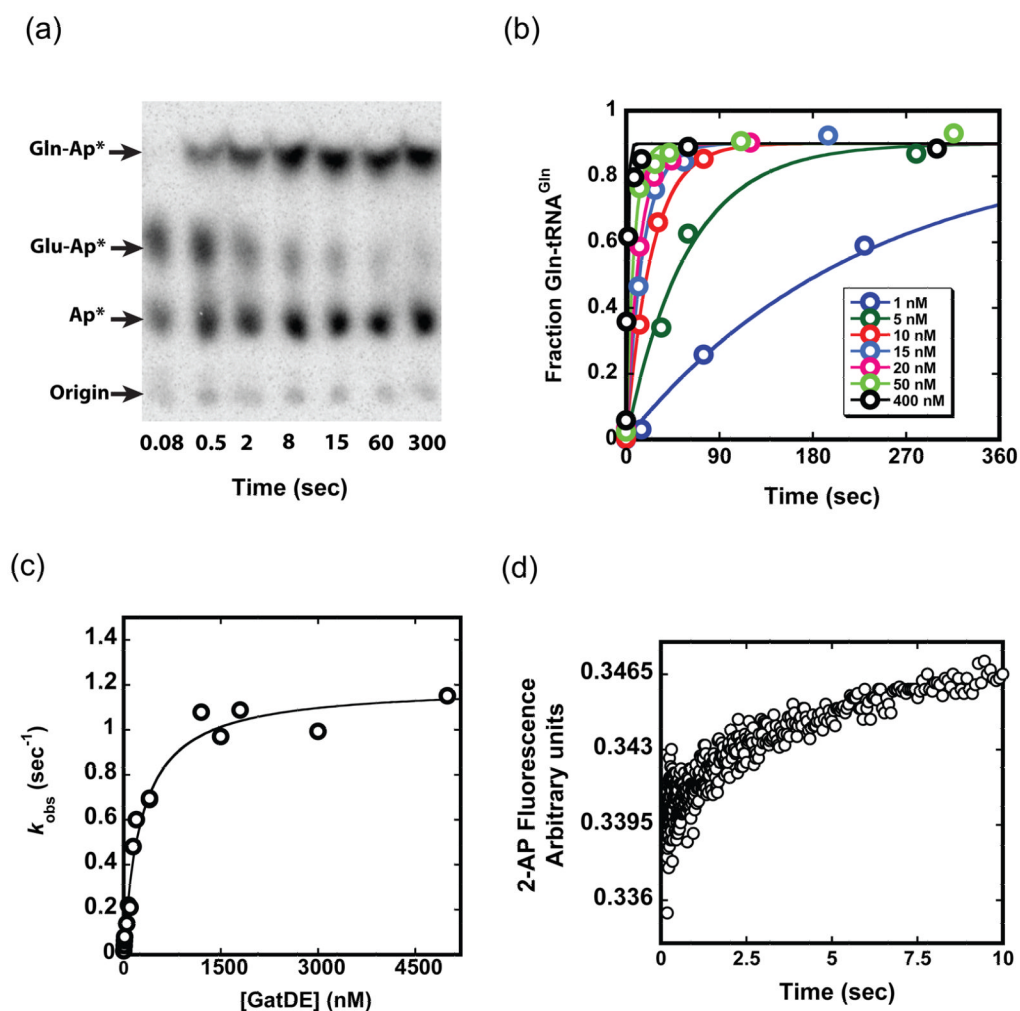 (a)
Gln-Ap*
Glu-Ap*
Ap*
Origin
0.08 0.5 2 8 15 60 300
Time (sec)
(b)
Fraction Gln-tRNA^Gln
1
0.8
0.6
0.4
0.2
0
0 90 180 270 360
Time (sec)
1 nM
5 nM
10 nM
15 nM
20 nM
50 nM
400 nM
(c)
k_obs (sec⁻¹)
1.4
1.2
1
0.8
0.6
0.4
0.2
0
0 1500 3000 4500
[GatDE] (nM)
(d)
2-AP Fluorescence
Arbitrary units
0.3465
0.343
0.3395
0.336
0 2.5 5 7.5 10
Time (sec)